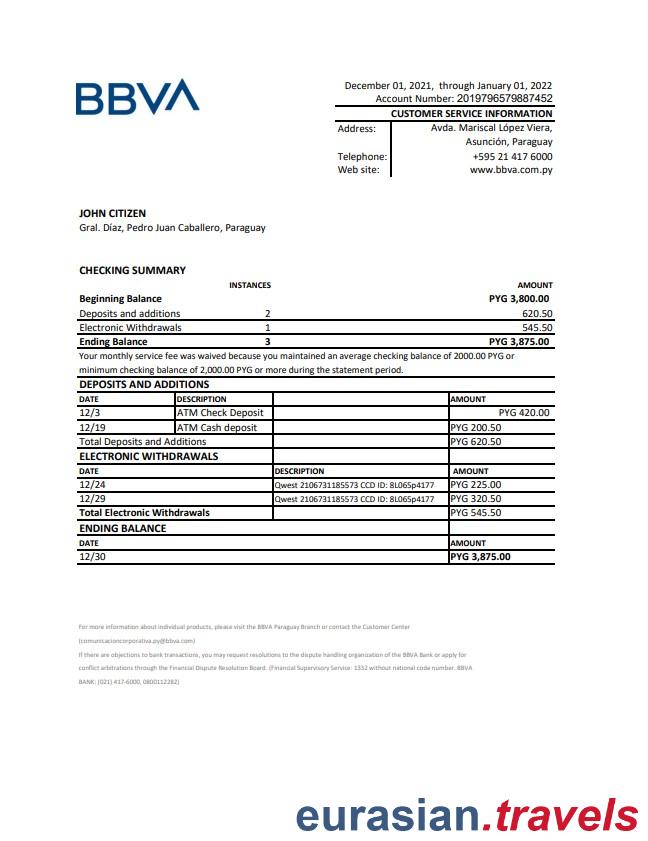 BBVA
December 01, 2021, through January 01, 2022
Account Number: 2019796579887452
CUSTOMER SERVICE INFORMATION
Address: Avda. Mariscal López Viera,
Asunción, Paraguay
Telephone: +595 21 417 6000
Web site: www.bbva.com.py
JOHN CITIZEN
Gral. Díaz, Pedro Juan Caballero, Paraguay
CHECKING SUMMARY
INSTANCES AMOUNT
Beginning Balance PYG 3,800.00
Deposits and additions 2 620.50
Electronic Withdrawals 1 545.50
Ending Balance 3 PYG 3,875.00
Your monthly service fee was waived because you maintained an average checking balance of 2000.00 PYG or
minimum checking balance of 2,000.00 PYG or more during the statement period.
DEPOSITS AND ADDITIONS
DATE DESCRIPTION AMOUNT
12/3 ATM Check Deposit PYG 420.00
12/19 ATM Cash deposit PYG 200.50
Total Deposits and Additions PYG 620.50
ELECTRONIC WITHDRAWALS
DATE DESCRIPTION AMOUNT
12/24 Qwest 2106731185573 CCD ID: 8L065p4177 PYG 225.00
12/29 Qwest 2106731185573 CCD ID: 8L065p4177 PYG 320.50
Total Electronic Withdrawals PYG 545.50
ENDING BALANCE
DATE AMOUNT
12/30 PYG 3,875.00
For more information about individual products, please visit the BBVA Paraguay Branch or contact the Customer Center
(comunicacioncorporativa.py@bbva.com)
If there are objections to bank transactions, you may request resolutions to the dispute handling organization of the BBVA Bank or apply for
conflict arbitrations through the Financial Dispute Resolution Board. (Financial Supervisory Service: 1332 without national code number. BBVA
BANK: (021) 417-6000, 0800112282)
eurasian.travels